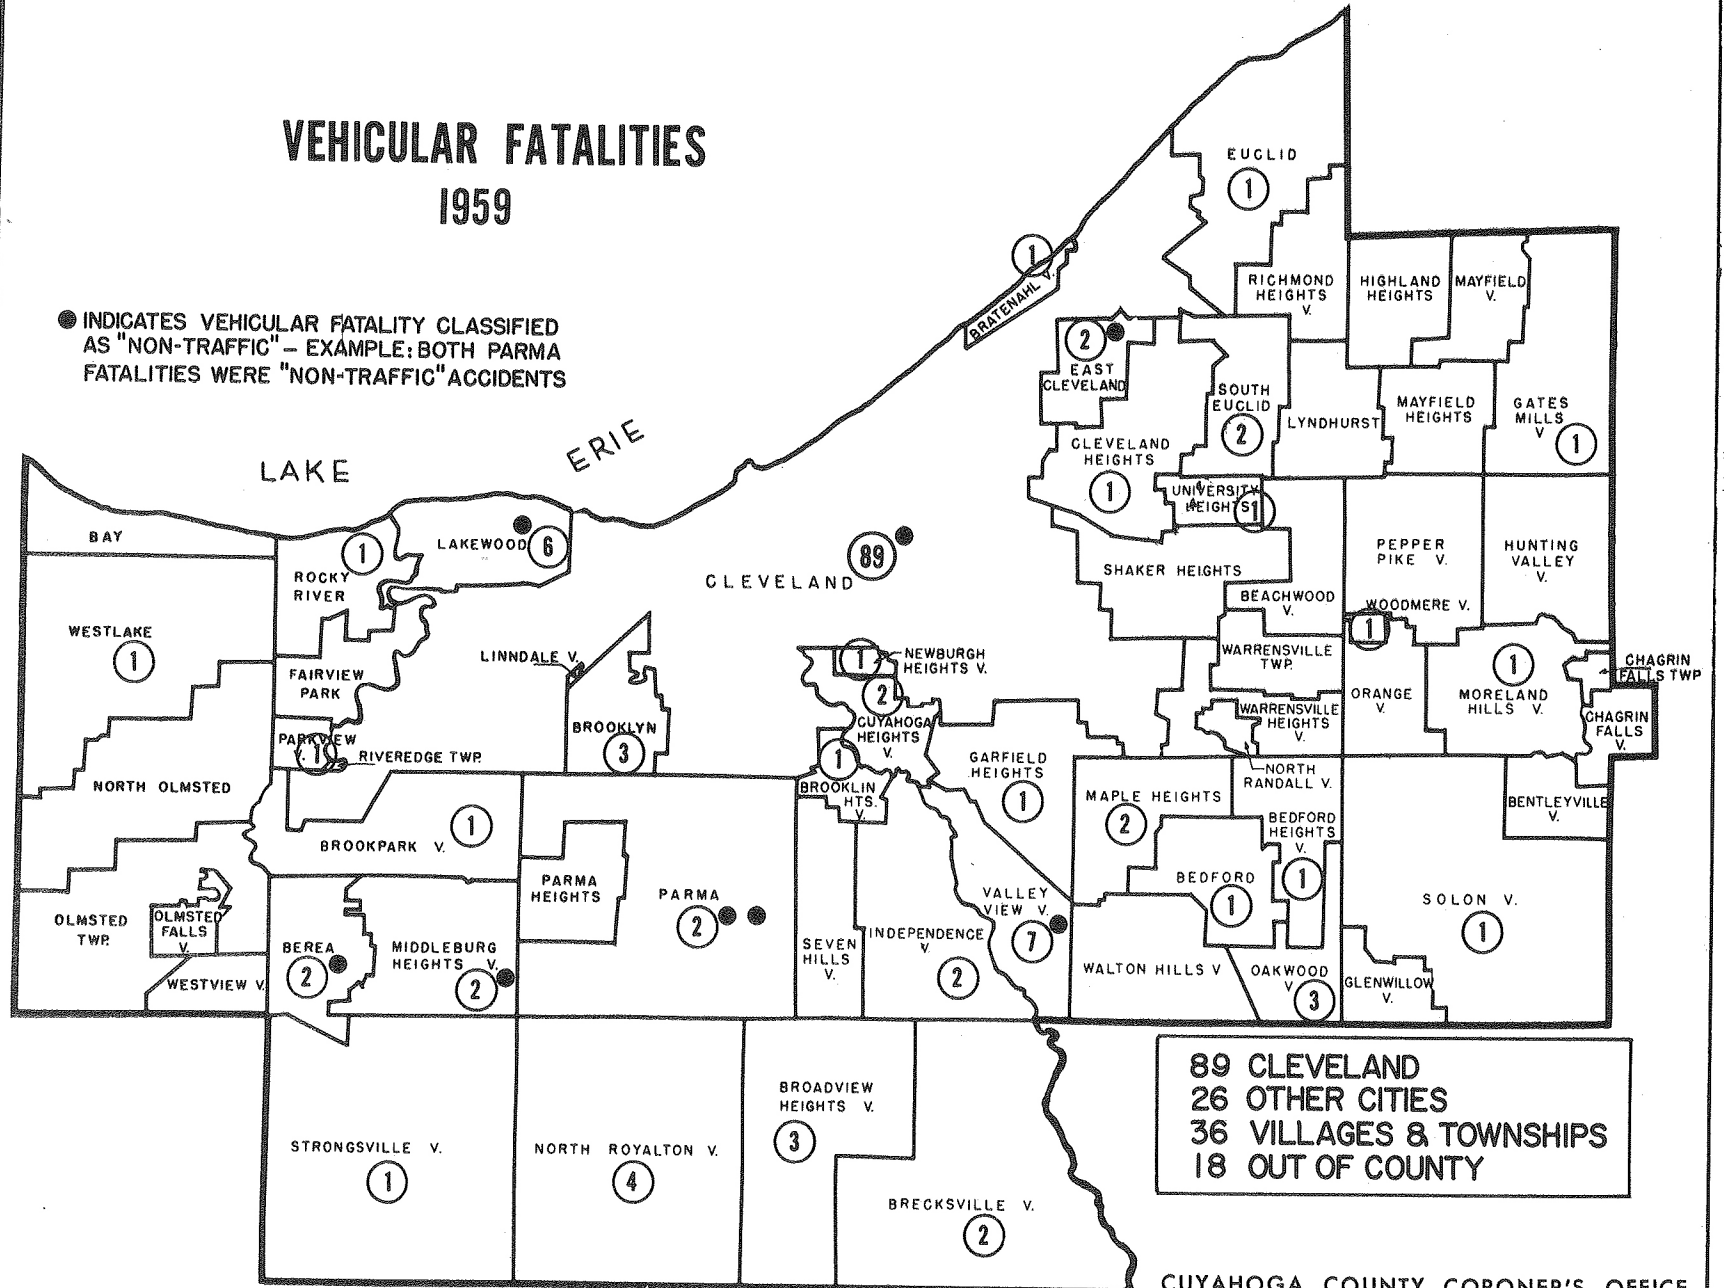 VEHICULAR FATALITIES
1959
INDICATES VEHICULAR FATALITY CLASSIFIED
AS "NON-TRAFFIC" – EXAMPLE: BOTH PARMA
FATALITIES WERE "NON-TRAFFIC" ACCIDENTS
LAKE ERIE
EUCLID
1
1
BRATENAHL V.
RICHMOND
HEIGHTS
V.
HIGHLAND
HEIGHTS
MAYFIELD
V.
2
EAST
CLEVELAND
SOUTH
EUCLID
2
LYNDHURST
MAYFIELD
HEIGHTS
GATES
MILLS
V
1
CLEVELAND
HEIGHTS
1
UNIVERSITY
HEIGHTS
1
BAY
ROCKY
RIVER
1
LAKEWOOD
6
CLEVELAND
89
SHAKER HEIGHTS
BEACHWOOD
V.
PEPPER
PIKE V.
HUNTING
VALLEY
V.
WOODMERE V.
1
WESTLAKE
1
FAIRVIEW
PARK
LINNDALE V.
BROOKLYN
3
1
NEWBURGH
HEIGHTS V.
2
CUYAHOGA
HEIGHTS
V.
WARRENSVILLE
TWP.
WARRENSVILLE
HEIGHTS
V.
ORANGE
V.
1
MORELAND
HILLS V.
CHAGRIN
FALLS TWP
CHAGRIN
FALLS
V.
PARKVIEW
V.
1
RIVEREDGE TWP.
NORTH OLMSTED
1
BROOKLIN
HTS.
V.
GARFIELD
HEIGHTS
1
NORTH
RANDALL V.
MAPLE HEIGHTS
2
BEDFORD
HEIGHTS
V.
1
BENTLEYVILLE
V.
BROOKPARK V.
1
PARMA
HEIGHTS
PARMA
2
BEDFORD
1
SOLON V.
1
OLMSTED
TWP.
OLMSTED
FALLS
V.
WESTVIEW V.
BEREA
2
MIDDLEBURG
HEIGHTS V.
2
SEVEN
HILLS
V.
INDEPENDENCE
V.
2
VALLEY
VIEW V.
7
WALTON HILLS V
OAKWOOD
V
3
GLENWILLOW
V.
STRONGSVILLE V.
1
NORTH ROYALTON V.
4
BROADVIEW
HEIGHTS V.
3
BRECKSVILLE V.
2
89 CLEVELAND
26 OTHER CITIES
36 VILLAGES & TOWNSHIPS
18 OUT OF COUNTY
CUYAHOGA COUNTY CORONER'S OFFICE